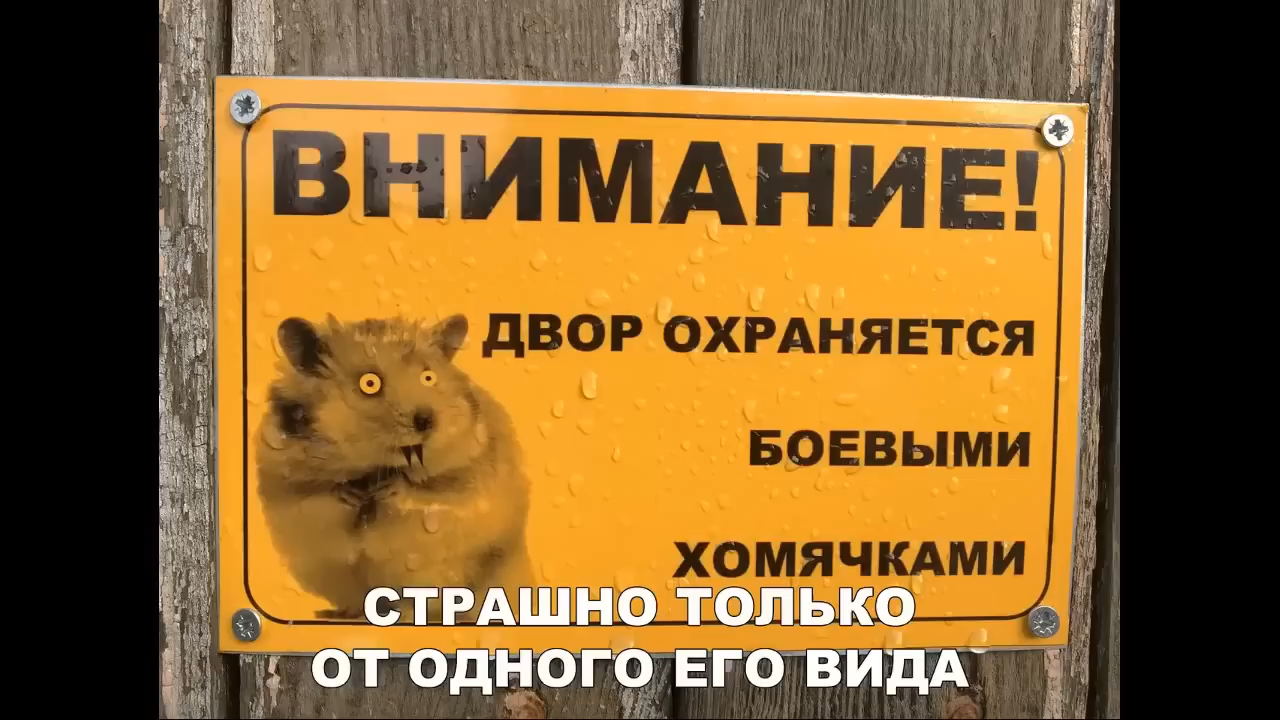 ВНИМАНИЕ!
ДВОР ОХРАНЯЕТСЯ
БОЕВЫМИ
ХОМЯЧКАМИ
СТРАШНО ТОЛЬКО
ОТ ОДНОГО ЕГО ВИДА